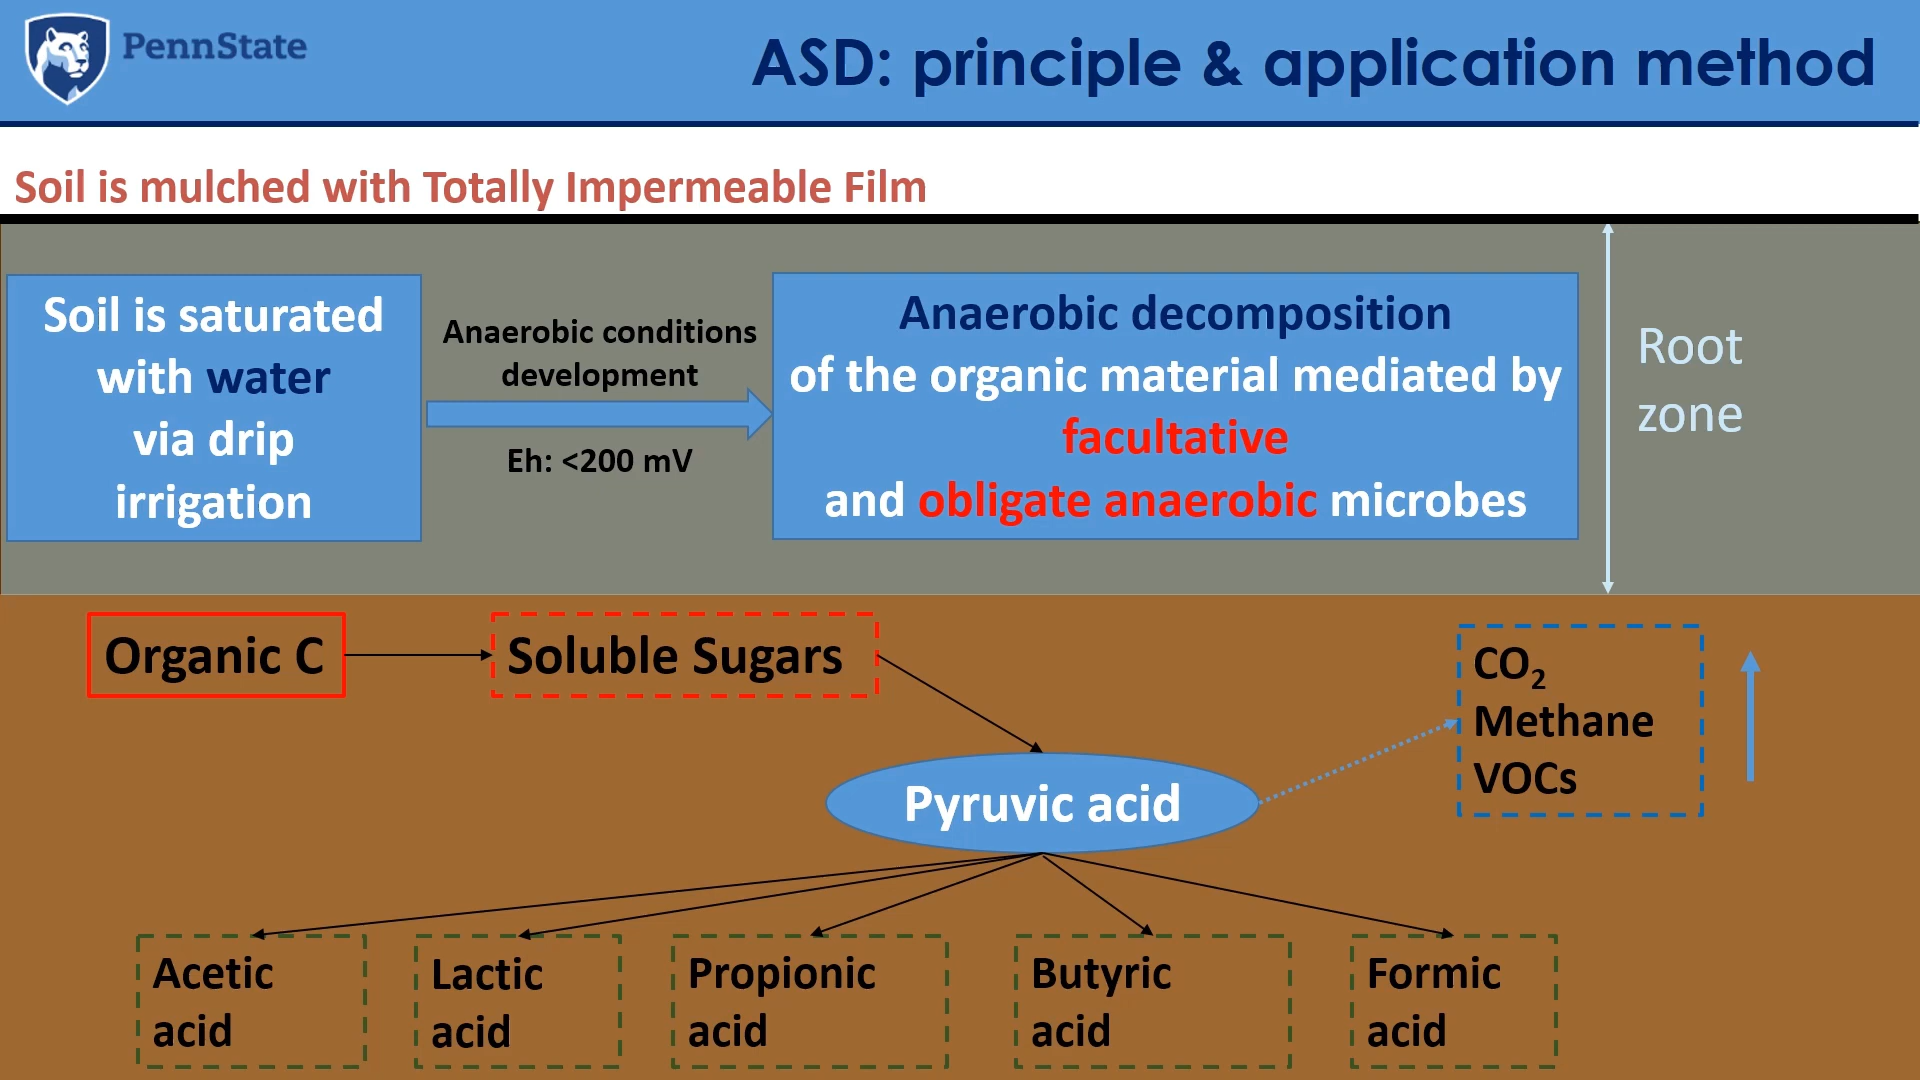 PennState
ASD: principle & application method
Soil is mulched with Totally Impermeable Film
Soil is saturated
with water
via drip
irrigation
Anaerobic conditions
development
Eh: <200 mV
Anaerobic decomposition
of the organic material mediated by
facultative
and obligate anaerobic microbes
Root
zone
Organic C
Soluble Sugars
CO₂
Methane
VOCs
Pyruvic acid
Acetic
acid
Lactic
acid
Propionic
acid
Butyric
acid
Formic
acid